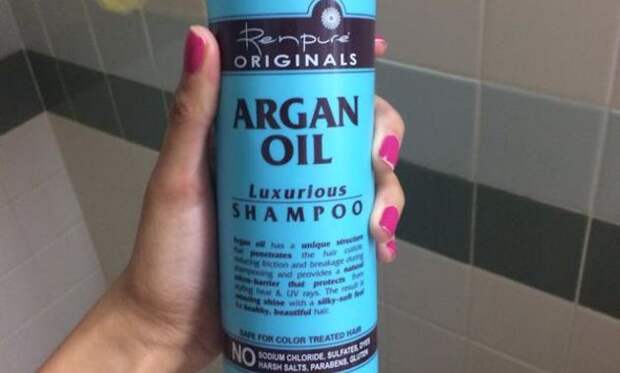 Renpure
ORIGINALS
ARGAN
OIL
Luxurious
SHAMPOO
Argan oil has a unique structure
that penetrates the hair cuticle
reducing friction and breakage during
shampooing and provides a natural
micro-barrier that protects from
styling heat & UV rays. The result is
shine with a silky-soft feel
for healthy, beautiful hair.
SAFE FOR COLOR TREATED HAIR
NO SODIUM CHLORIDE, SULFATES, DYES
HARSH SALTS, PARABENS, GLUTEN